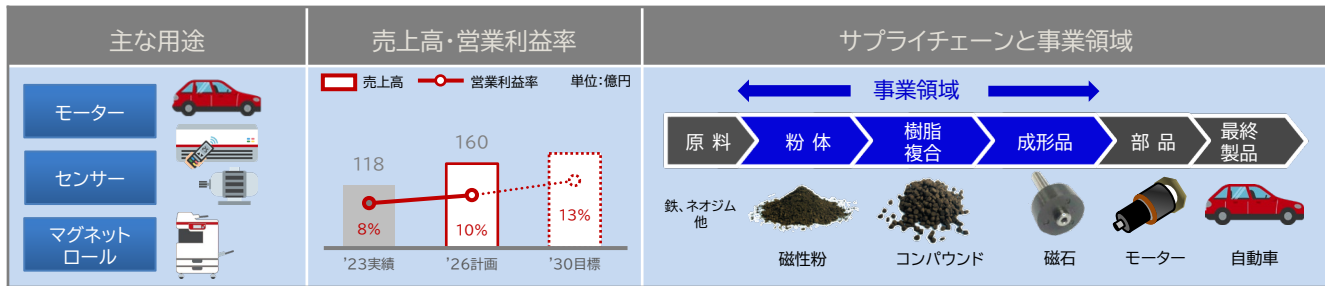 主な用途
モーター
センサー
マグネット
ロール
売上高・営業利益率
売上高 営業利益率 単位：億円
118
160
8%
10%
13%
'23実績 '26計画 '30目標
サプライチェーンと事業領域
事業領域
原料
粉体
樹脂
複合
成形品
部品
最終
製品
鉄、ネオジム
他
磁性粉
コンパウンド
磁石
モーター
自動車